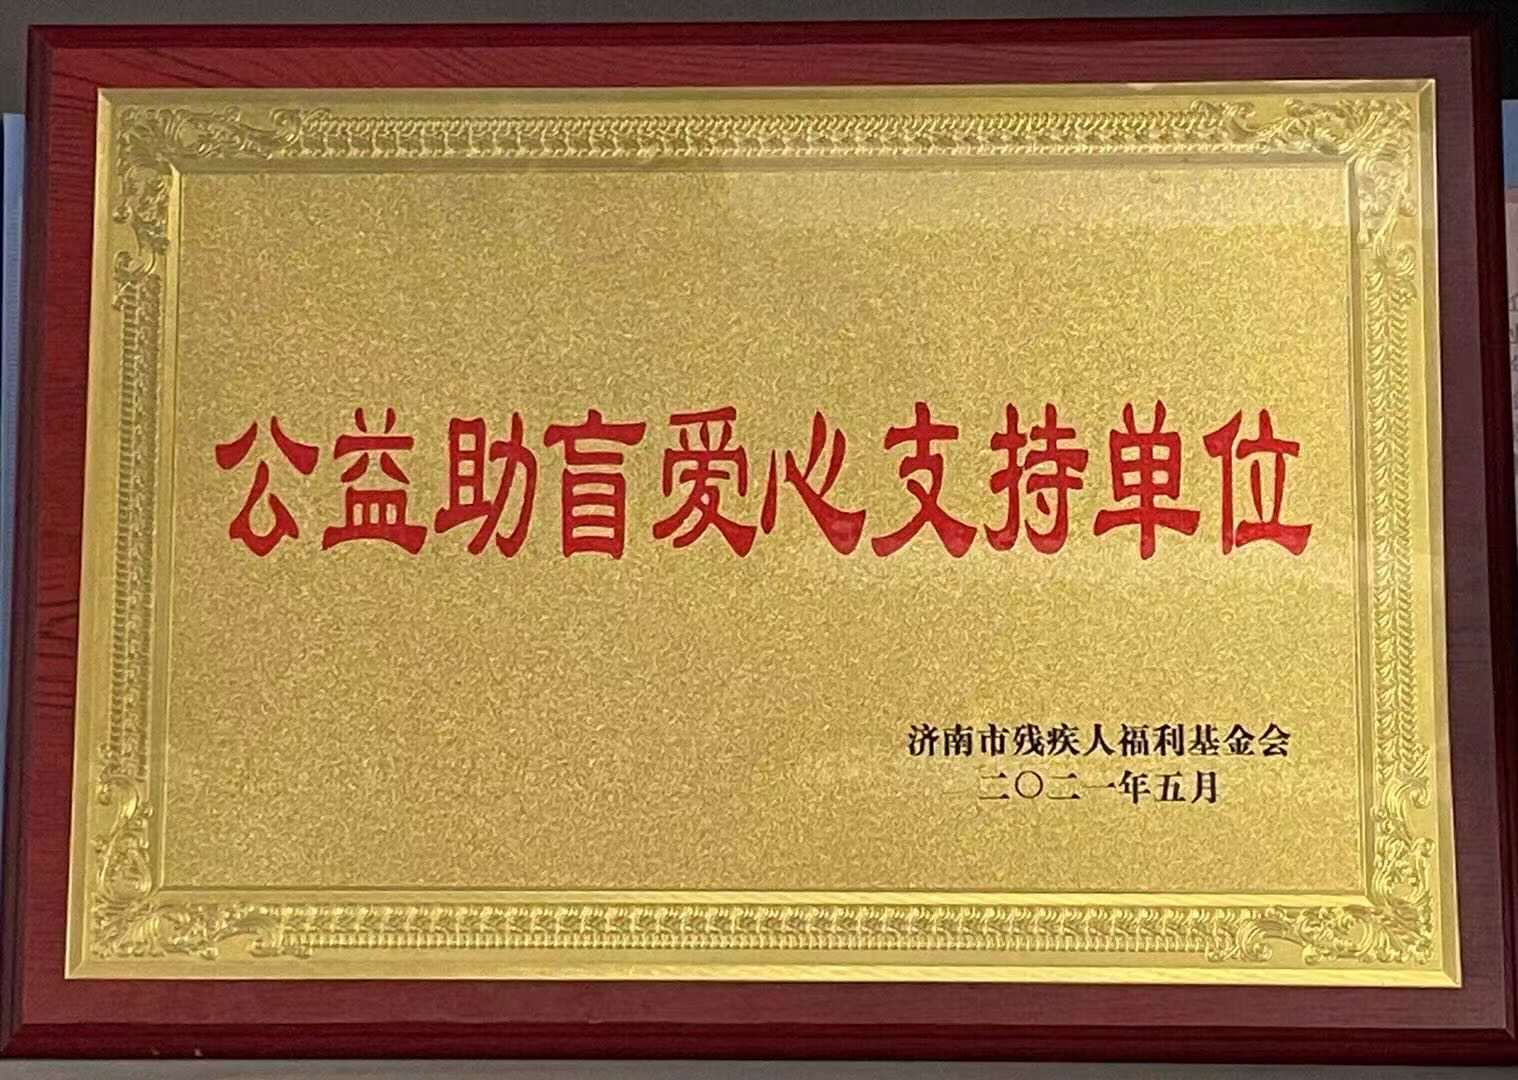 公益助盲爱心支持单位
济南市残疾人福利基金会
二〇二一年五月